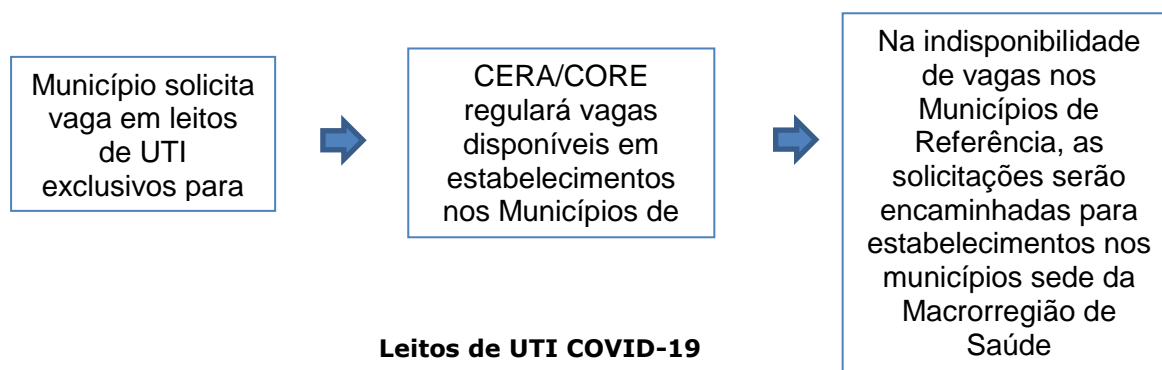 Município solicita
vaga em leitos
de UTI
exclusivos para
CERA/CORE
regulará vagas
disponíveis em
estabelecimentos
nos Municípios de
Na indisponibilidade
de vagas nos
Municípios de
Referência, as
solicitações serão
encaminhadas para
estabelecimentos nos
municípios sede da
Macrorregião de
Saúde
Leitos de UTI COVID-19